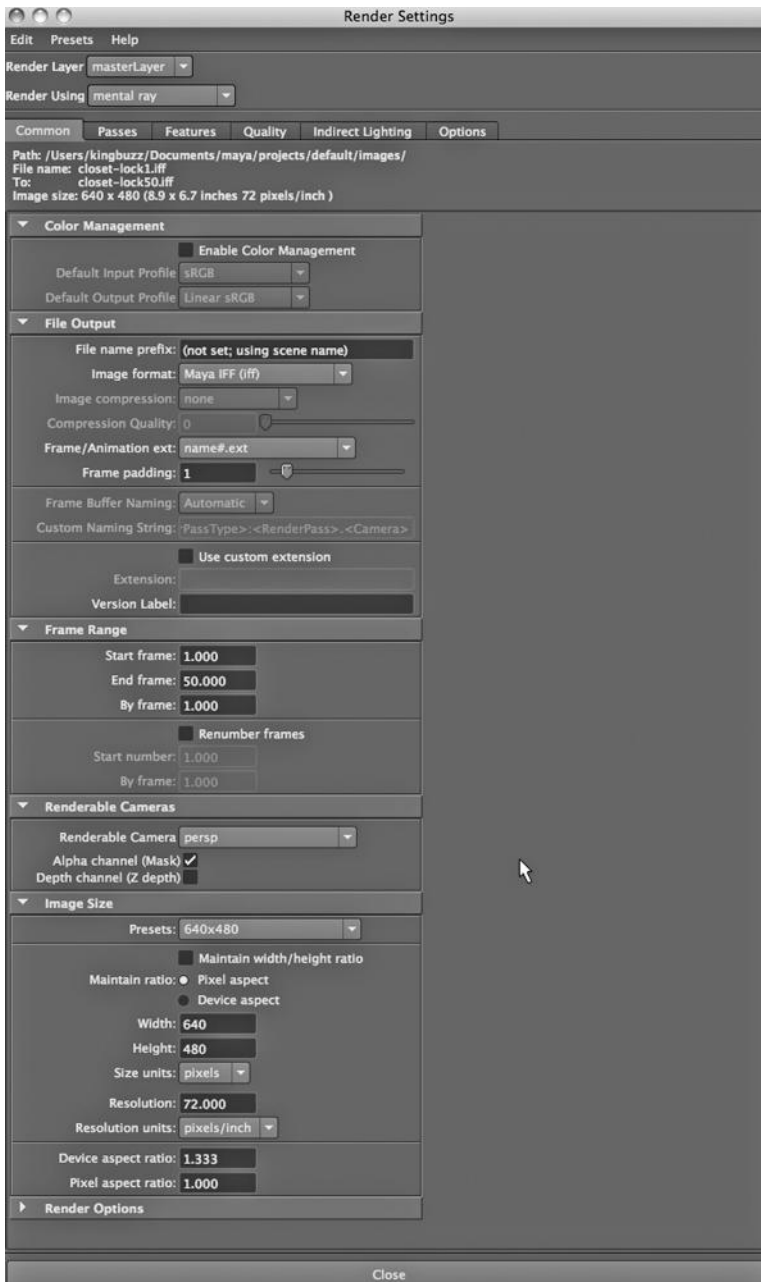 Render Settings
Edit Presets Help
Render Layer masterLayer
Render Using mental ray
Common Passes Features Quality Indirect Lighting Options
Path: /Users/kingbuzz/Documents/maya/projects/default/images/
File name: closet-lock1.iff
To: closet-lock50.iff
Image size: 640 x 480 (8.9 x 6.7 inches 72 pixels/inch )
Color Management
Enable Color Management
Default Input Profile sRGB
Default Output Profile Linear sRGB
File Output
File name prefix: (not set; using scene name)
Image format: Maya IFF (iff)
Image compression: none
Compression Quality: 0
Frame/Animation ext: name#.ext
Frame padding: 1
Frame Buffer Naming: Automatic
Custom Naming String: PassType>:<RenderPass>.<Camera>
Use custom extension
Extension:
Version Label:
Frame Range
Start frame: 1.000
End frame: 50.000
By frame: 1.000
Renumber frames
Start number: 1.000
By frame: 1.000
Renderable Cameras
Renderable Camera persp
Alpha channel (Mask)
Depth channel (Z depth)
Image Size
Presets: 640x480
Maintain width/height ratio
Maintain ratio: Pixel aspect
Device aspect
Width: 640
Height: 480
Size units: pixels
Resolution: 72.000
Resolution units: pixels/inch
Device aspect ratio: 1.333
Pixel aspect ratio: 1.000
Render Options
Close